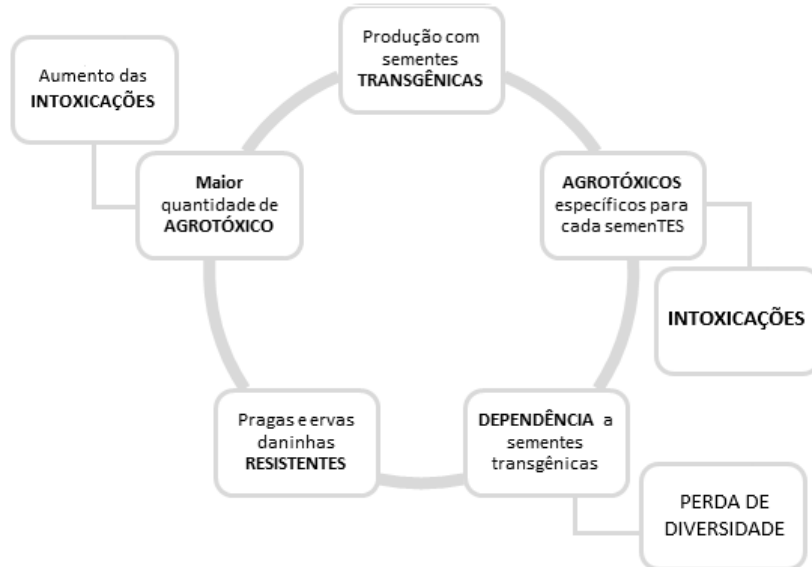 Produção com
sementes
TRANSGÊNICAS
AGROTÓXICOS
específicos para
cada semenTES
INTOXICAÇÕES
DEPENDÊNCIA a
sementes
transgênicas
PERDA DE
DIVERSIDADE
Pragas e ervas
daninhas
RESISTENTES
Maior
quantidade de
AGROTÓXICO
Aumento das
INTOXICAÇÕES